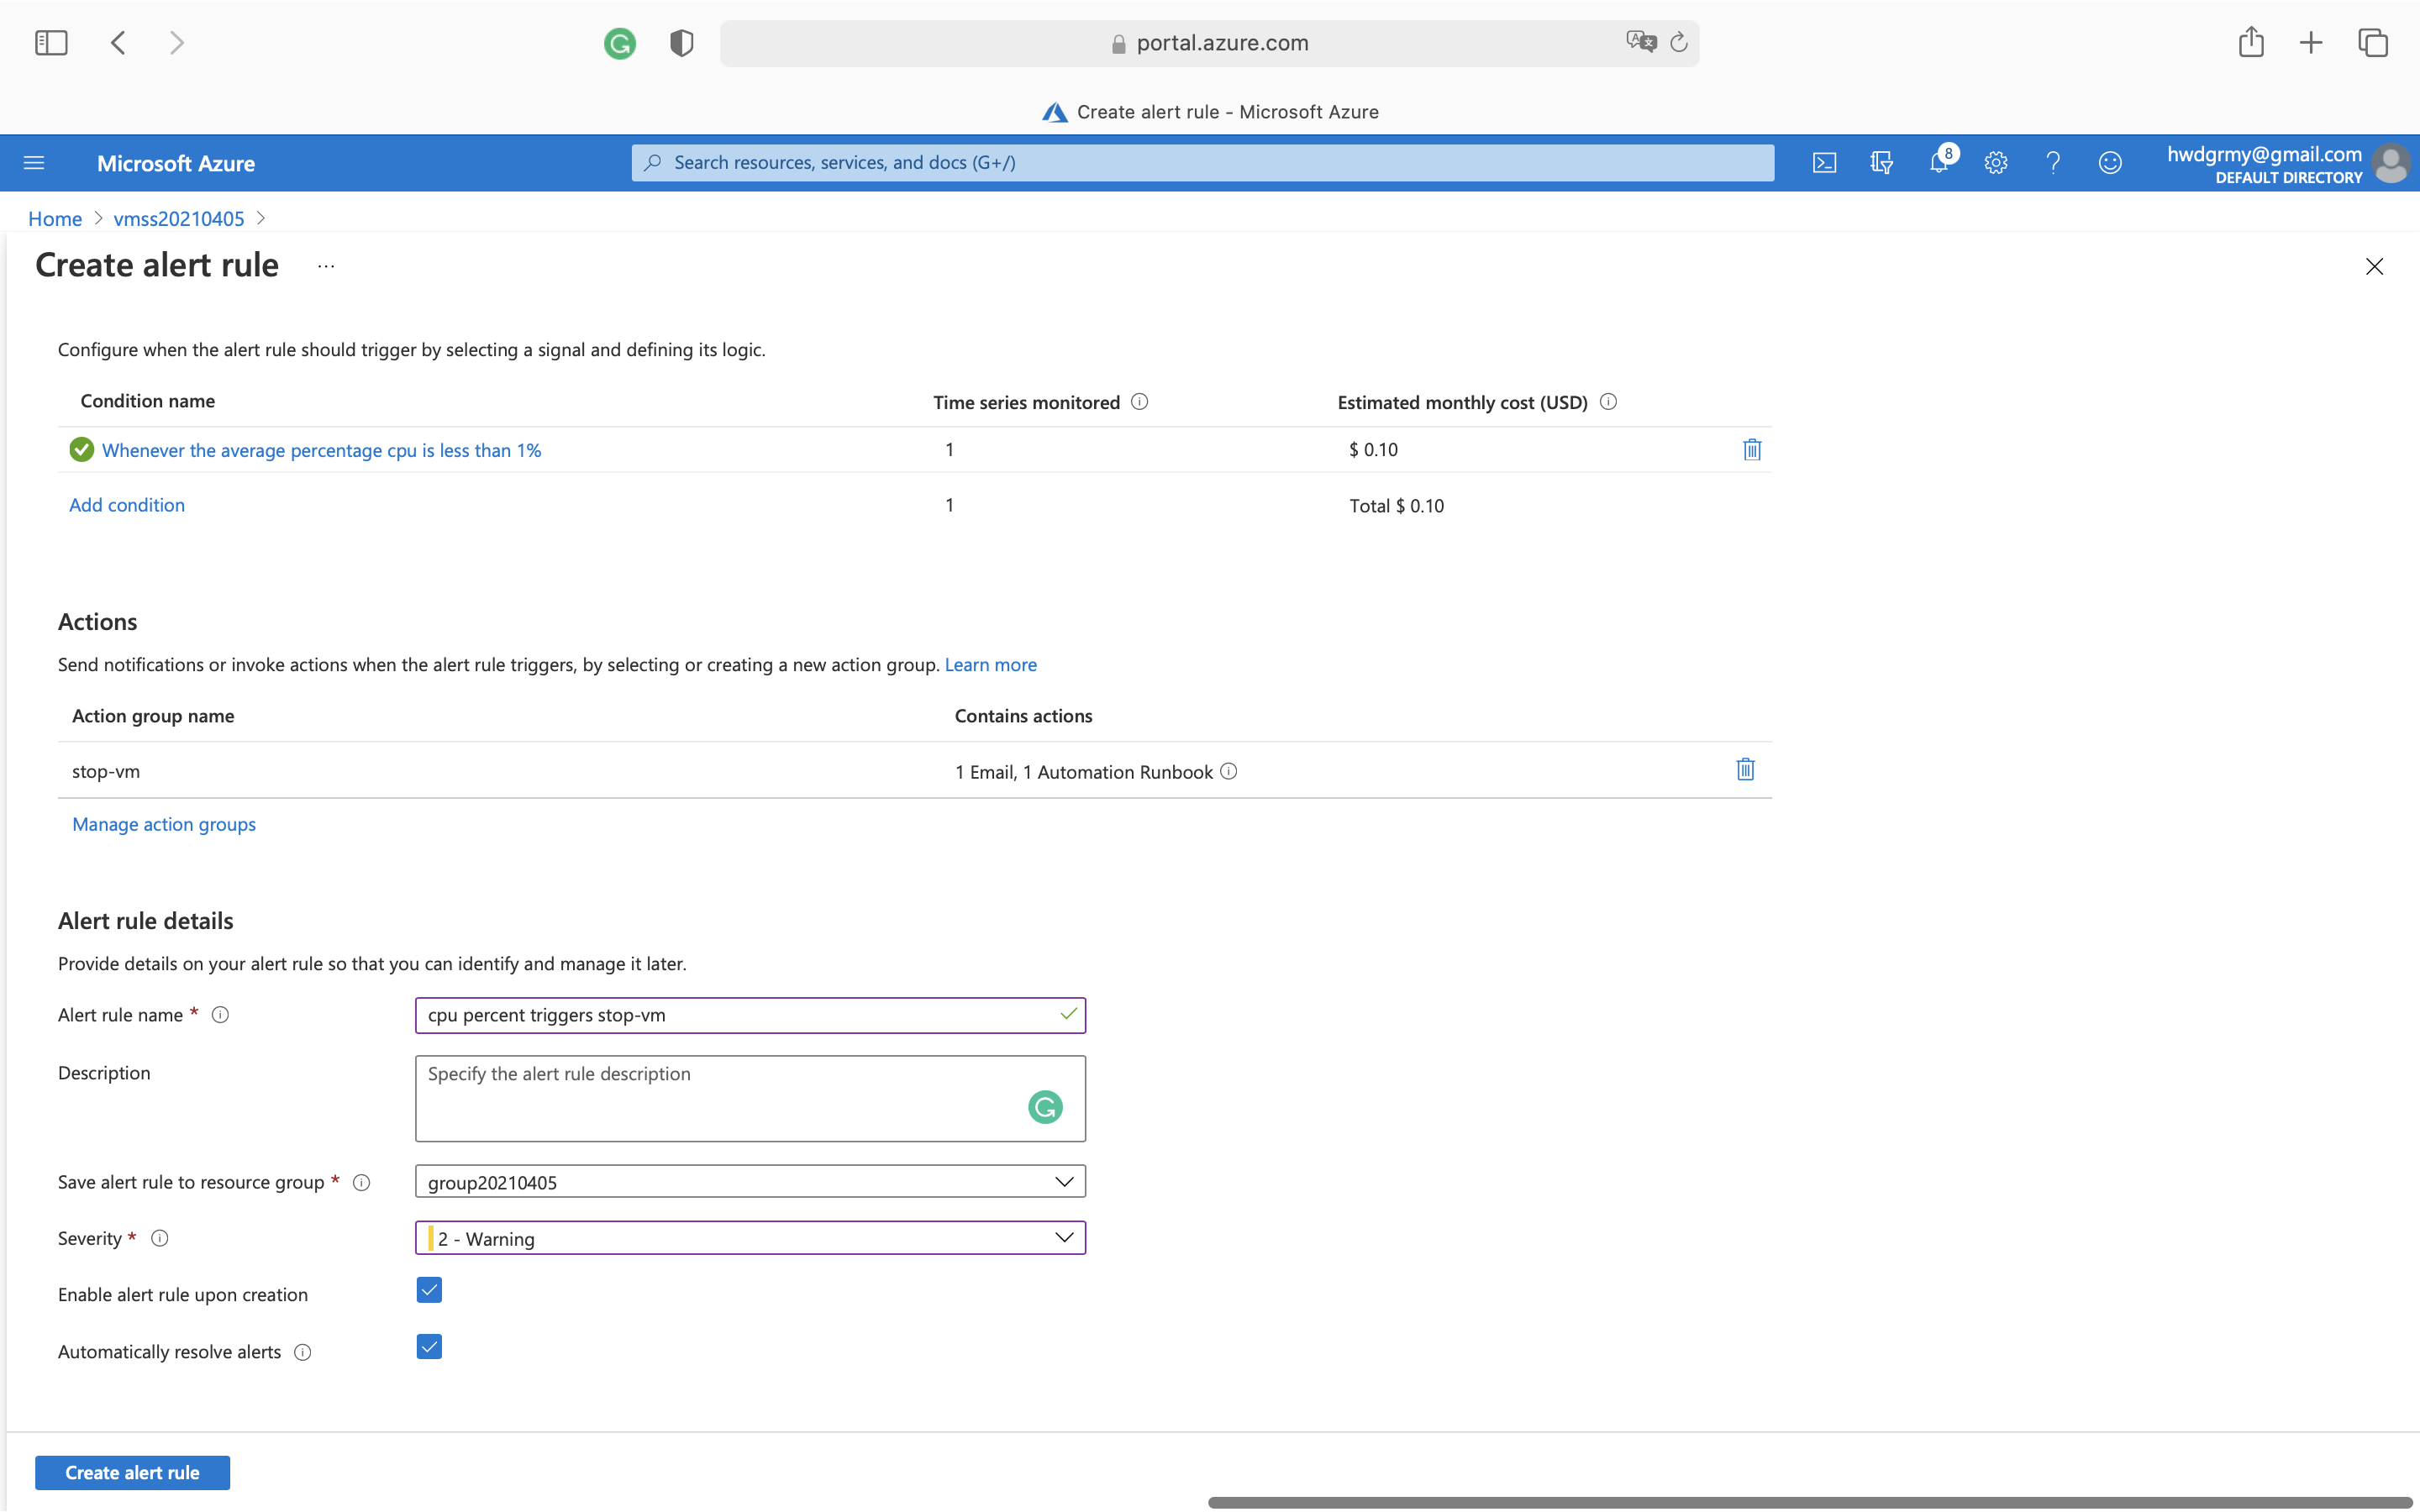 portal.azure.com
Create alert rule - Microsoft Azure
Microsoft Azure
Search resources, services, and docs (G+/)
8
hwdgrmy@gmail.com
DEFAULT DIRECTORY
Home > vmss20210405 >
Create alert rule ...
Configure when the alert rule should trigger by selecting a signal and defining its logic.
Condition name Time series monitored Estimated monthly cost (USD)
Whenever the average percentage cpu is less than 1% 1 $ 0.10
Add condition 1 Total $ 0.10
Actions
Send notifications or invoke actions when the alert rule triggers, by selecting or creating a new action group. Learn more
Action group name Contains actions
stop-vm 1 Email, 1 Automation Runbook
Manage action groups
Alert rule details
Provide details on your alert rule so that you can identify and manage it later.
Alert rule name * cpu percent triggers stop-vm
Description Specify the alert rule description
Save alert rule to resource group * group20210405
Severity * 2 - Warning
Enable alert rule upon creation
Automatically resolve alerts
Create alert rule